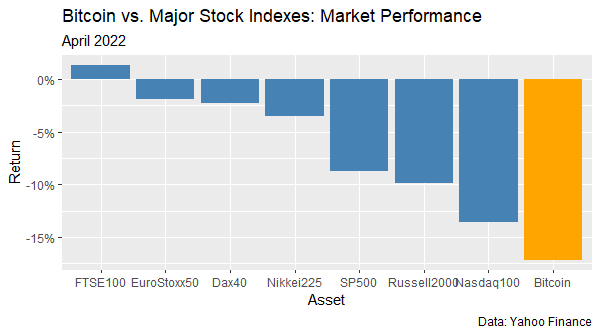 Bitcoin vs. Major Stock Indexes: Market Performance
April 2022
0%
-5%
-10%
-15%
Return
FTSE100 EuroStoxx50 Dax40 Nikkei225 SP500 Russell2000 Nasdaq100 Bitcoin
Asset
Data: Yahoo Finance